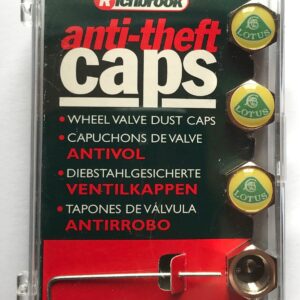 Richbrook
anti-theft
caps
• WHEEL VALVE DUST CAPS
• CAPUCHONS DE VALVE
ANTIVOL
• DIEBSTAHLGESICHERTE
VENTILKAPPEN
• TAPONES DE VÁLVULA
ANTIRROBO
LOTUS
LOTUS
LOTUS